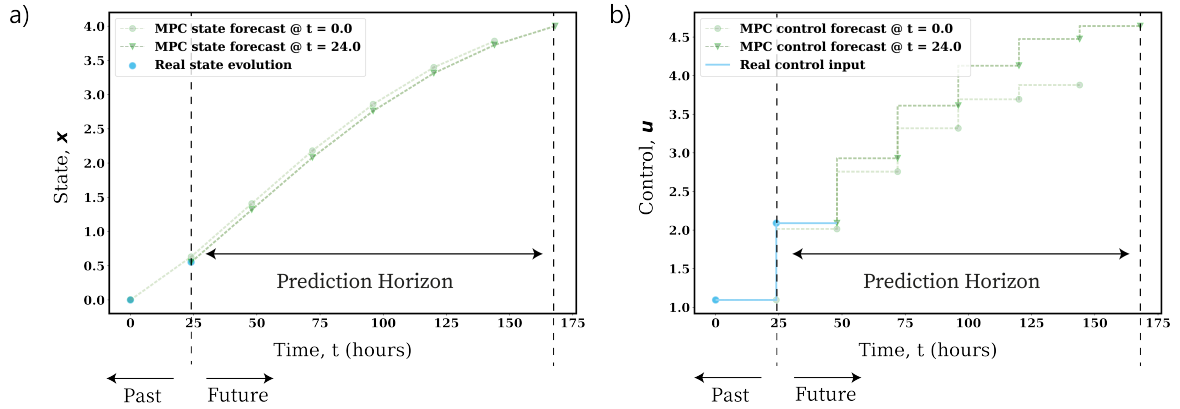 a)
MPC state forecast @ t = 0.0
MPC state forecast @ t = 24.0
Real state evolution
4.0
3.5
3.0
2.5
2.0
1.5
1.0
0.5
0.0
State, x
Prediction Horizon
0 25 50 75 100 125 150 175
Time, t (hours)
Past Future
b)
MPC control forecast @ t = 0.0
MPC control forecast @ t = 24.0
Real control input
4.5
4.0
3.5
3.0
2.5
2.0
1.5
1.0
Control, u
Prediction Horizon
0 25 50 75 100 125 150 175
Time, t (hours)
Past Future